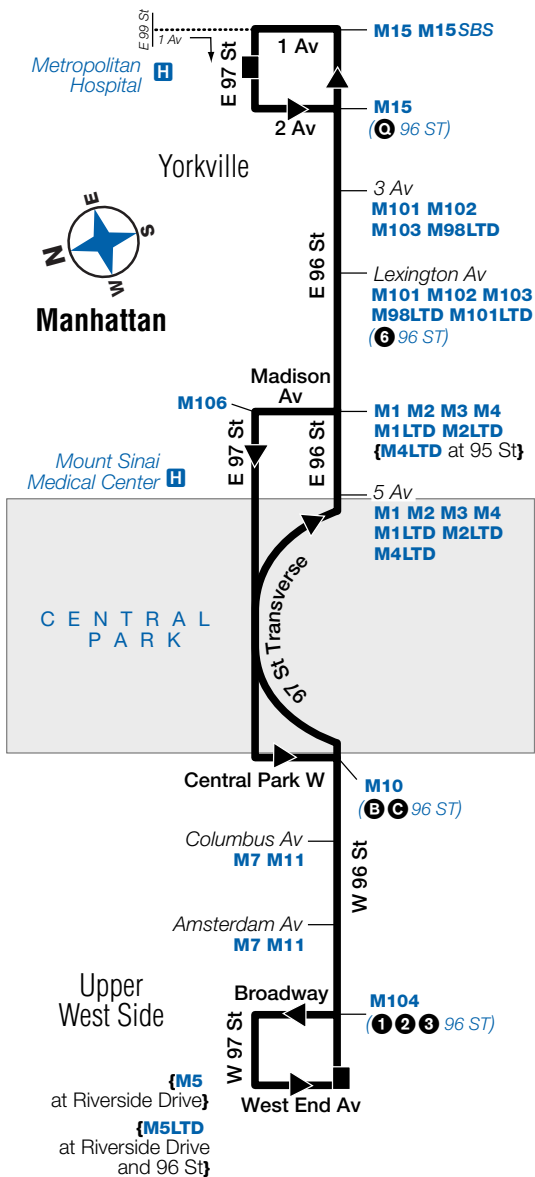 E 99 St
1 Av
M15 M15SBS
1 Av
E 97 St
Metropolitan
Hospital H
2 Av
M15
(Q 96 ST)
Yorkville
3 Av
M101 M102
M103 M98LTD
N E S W
Manhattan
E 96 St
Lexington Av
M101 M102 M103
M98LTD M101LTD
(6 96 ST)
Madison
Av
M106
M1 M2 M3 M4
M1LTD M2LTD
{M4LTD at 95 St}
E 97 St
E 96 St
Mount Sinai
Medical Center H
5 Av
M1 M2 M3 M4
M1LTD M2LTD
M4LTD
CENTRAL
PARK
97 St Transverse
Central Park W
M10
(B C 96 ST)
Columbus Av
M7 M11
W 96 St
Amsterdam Av
M7 M11
Upper
West Side
Broadway
M104
(1 2 3 96 ST)
W 97 St
West End Av
{M5
at Riverside Drive}
{M5LTD
at Riverside Drive
and 96 St}